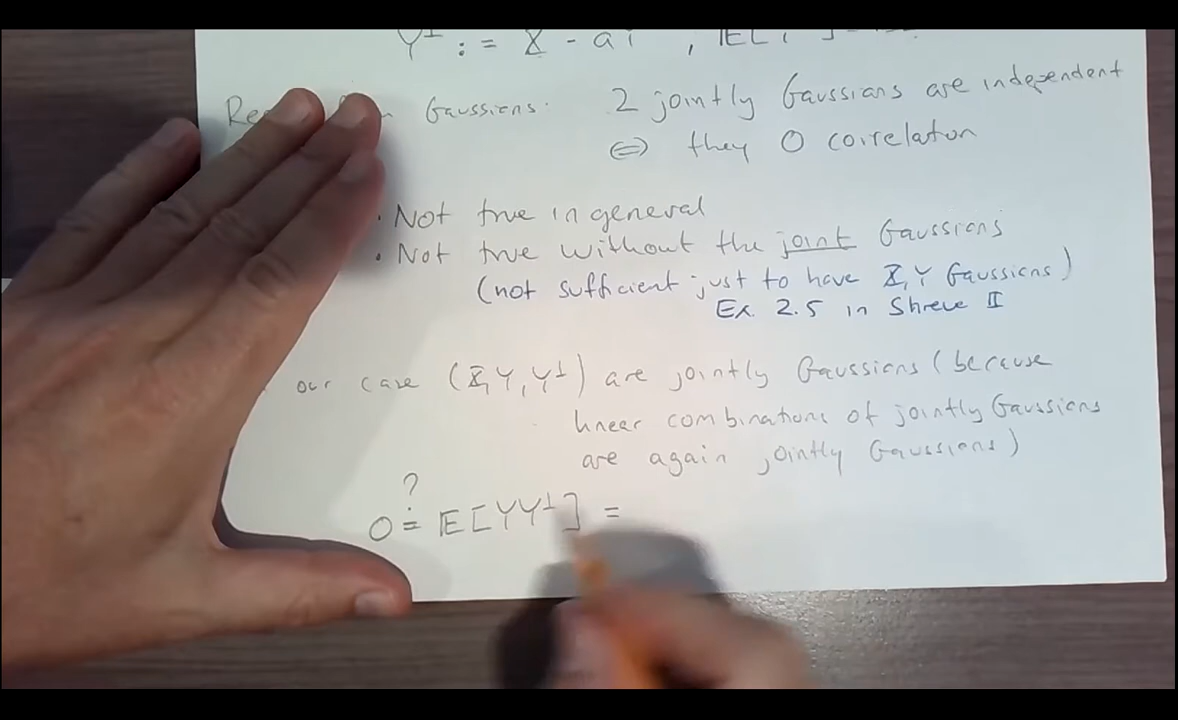 Y⊥ := X - a , IE[
Gaussians: 2 jointly Gaussians are independent
⇔ they 0 correlation
• Not true in general
• Not true without the joint Gaussians
(not sufficient just to have X, Y Gaussians)
Ex. 2.5 in Shreve II
our case (X, Y, Y⊥) are jointly Gaussians (because
linear combinations of jointly Gaussians
are again jointly Gaussians)
?
0 = IE[YY⊥] =